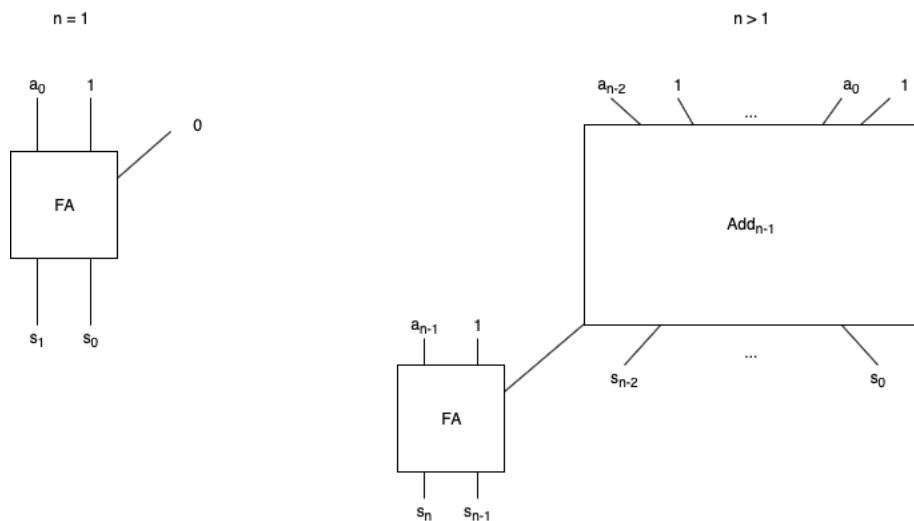 n = 1
n > 1
a₀ 1
0
FA
s₁ s₀
aₙ₋₂ 1 ... a₀ 1
Addₙ₋₁
aₙ₋₁ 1
sₙ₋₂ ... s₀
FA
sₙ sₙ₋₁